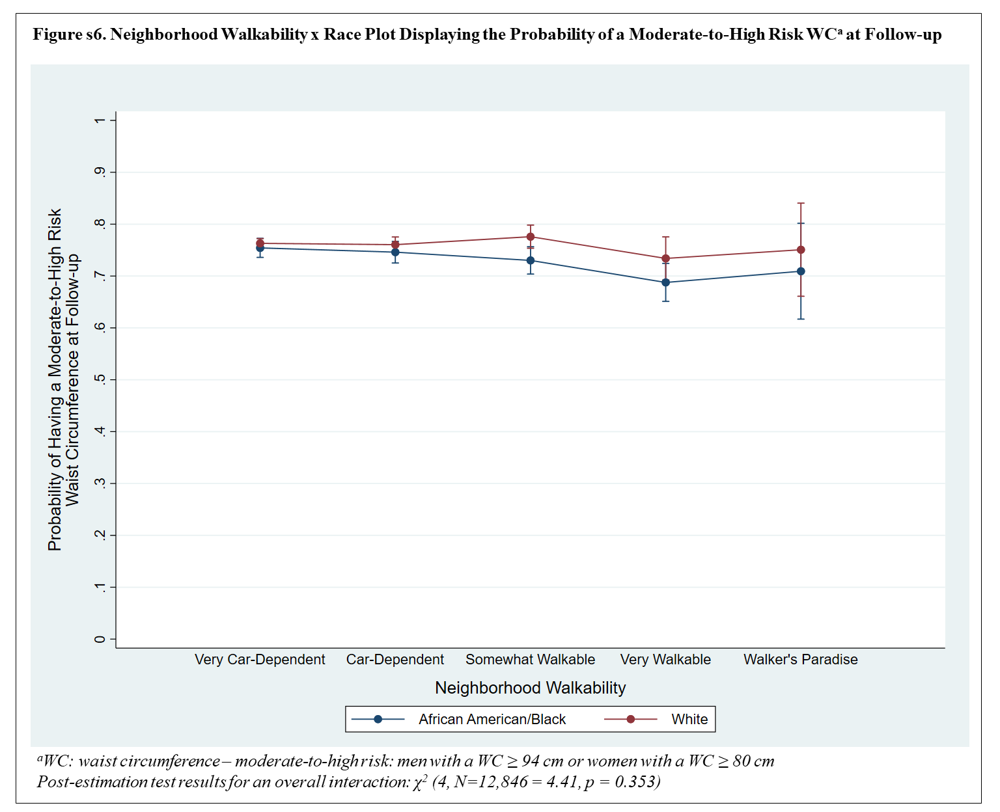 Figure s6. Neighborhood Walkability x Race Plot Displaying the Probability of a Moderate-to-High Risk WCᵃ at Follow-up
1
.9
.8
.7
.6
.5
.4
.3
.2
.1
0
Probability of Having a Moderate-to-High Risk
Waist Circumference at Follow-up
Very Car-Dependent Car-Dependent Somewhat Walkable Very Walkable Walker's Paradise
Neighborhood Walkability
African American/Black White
ᵃWC: waist circumference – moderate-to-high risk: men with a WC ≥ 94 cm or women with a WC ≥ 80 cm
Post-estimation test results for an overall interaction: χ² (4, N=12,846 = 4.41, p = 0.353)